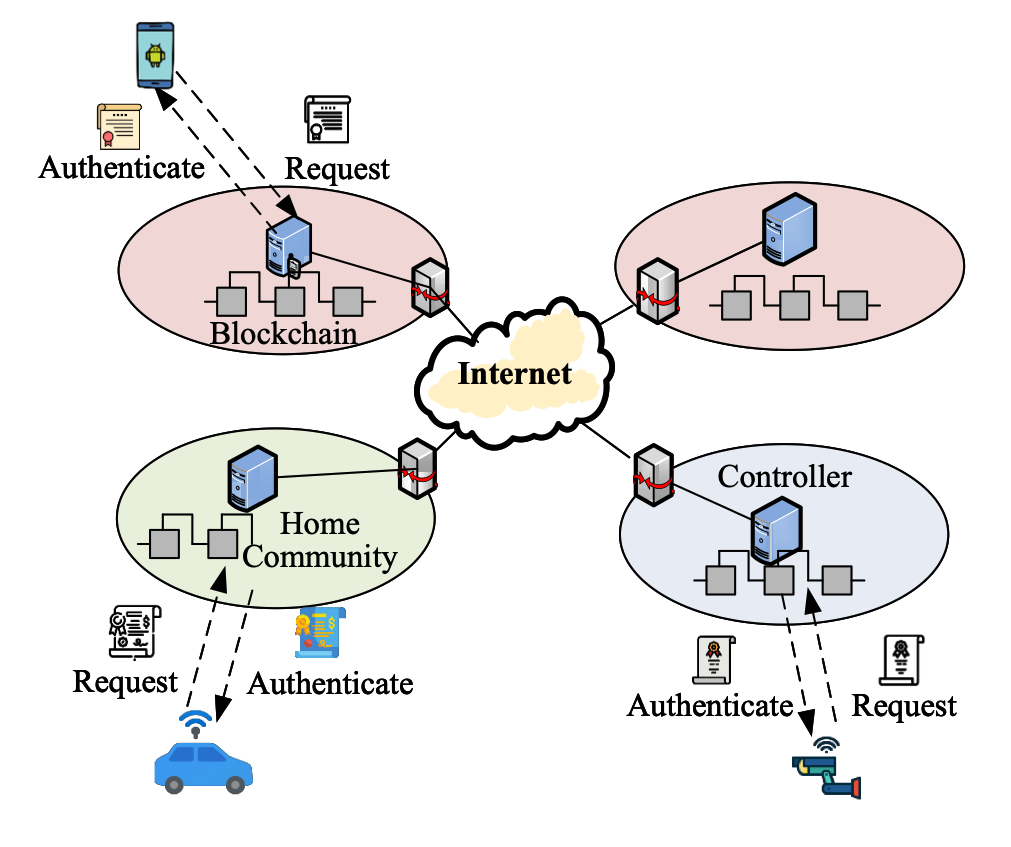 Authenticate
Request
Blockchain
Internet
Controller
Home
Community
Request
Authenticate
Authenticate
Request